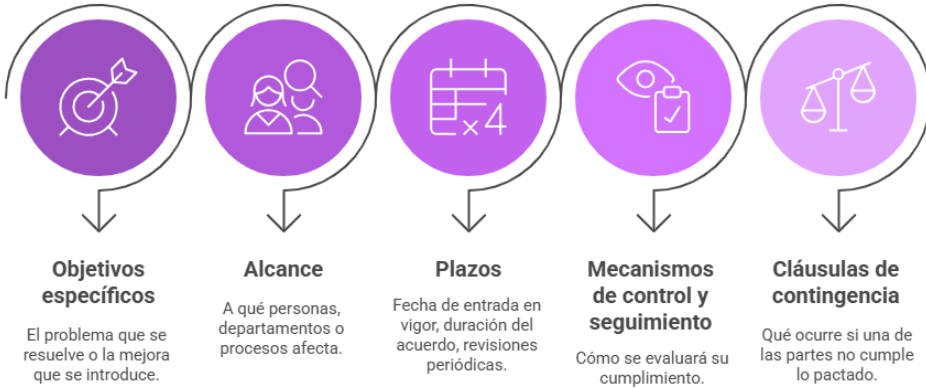 ×4
Objetivos
específicos
El problema que se
resuelve o la mejora
que se introduce.
Alcance
A qué personas,
departamentos o
procesos afecta.
Plazos
Fecha de entrada en
vigor, duración del
acuerdo, revisiones
periódicas.
Mecanismos
de control y
seguimiento
Cómo se evaluará su
cumplimiento.
Cláusulas de
contingencia
Qué ocurre si una de
las partes no cumple
lo pactado.